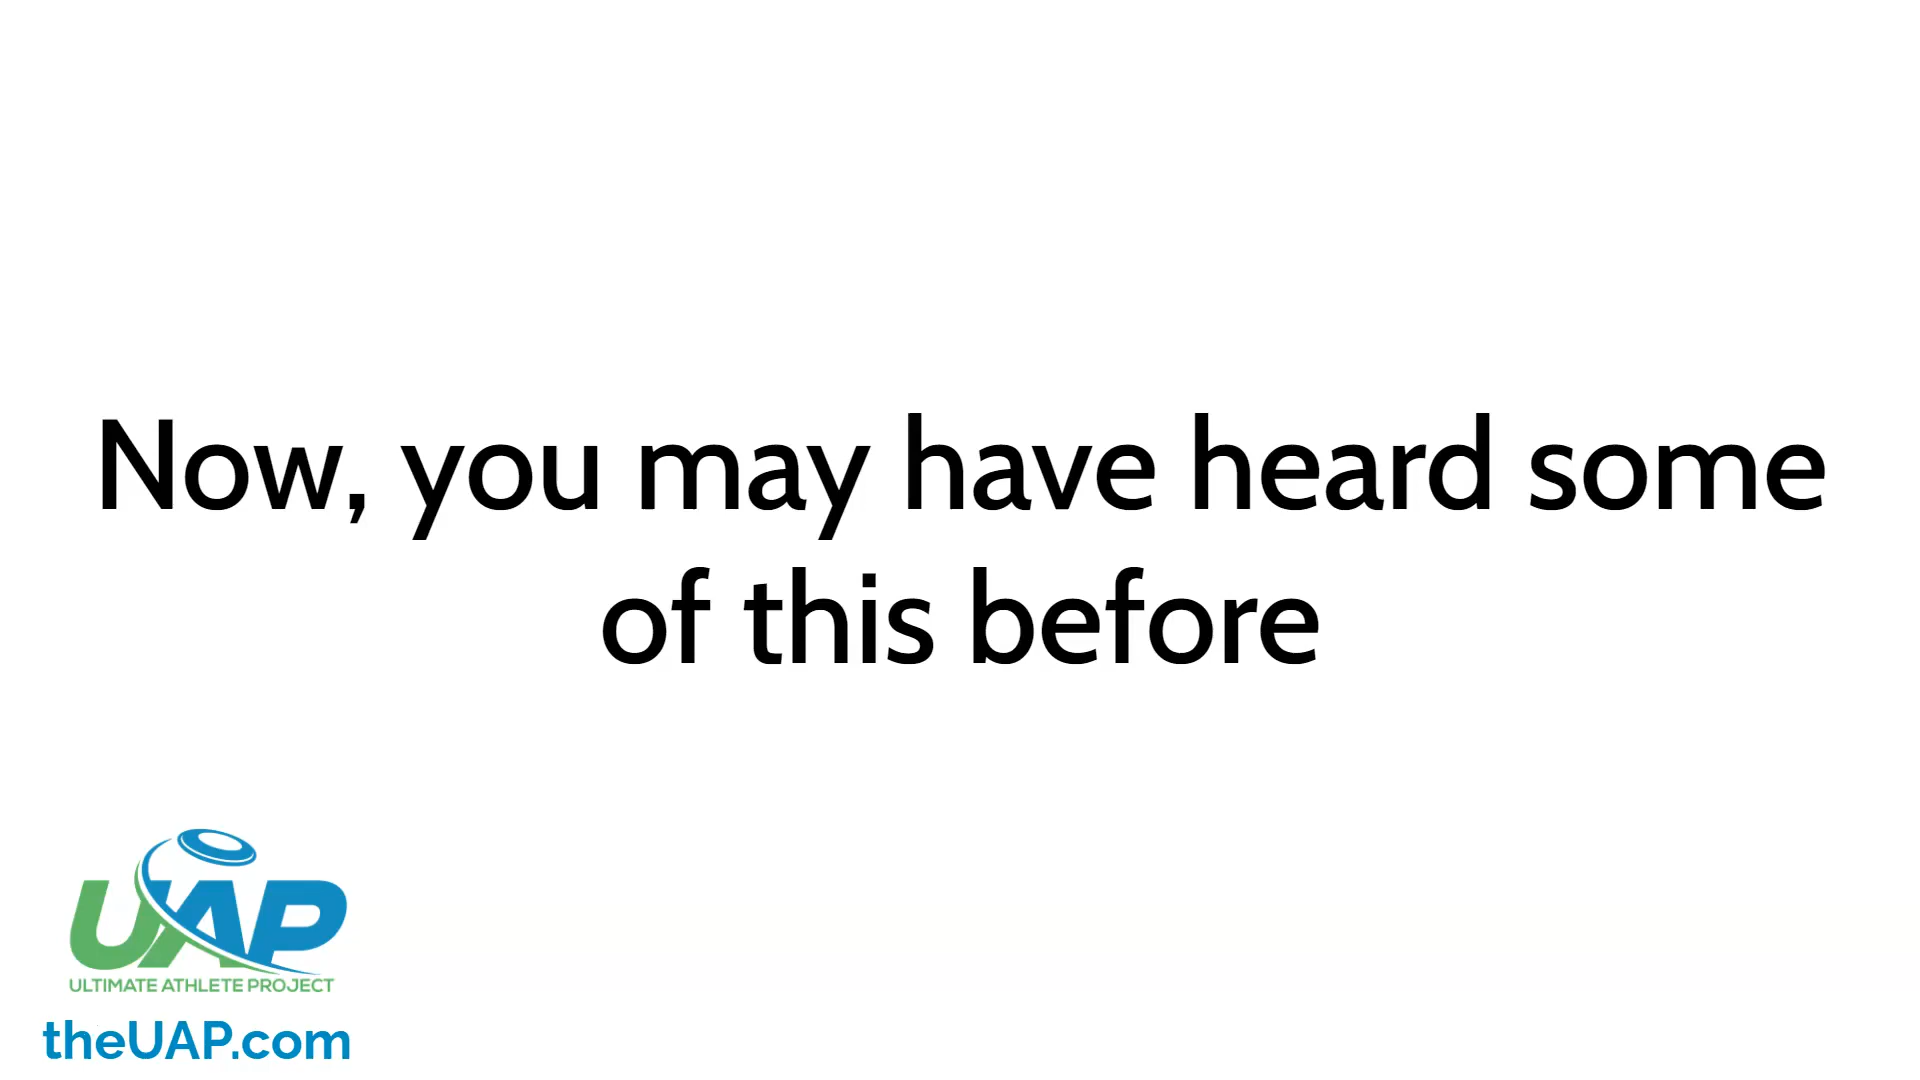 Now, you may have heard some
of this before
UAP
ULTIMATE ATHLETE PROJECT
theUAP.com